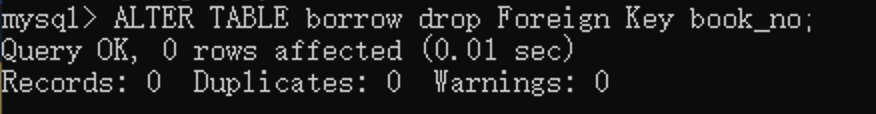 mysql> ALTER TABLE borrow drop Foreign Key book_no;
Query OK, 0 rows affected (0.01 sec)
Records: 0  Duplicates: 0  Warnings: 0